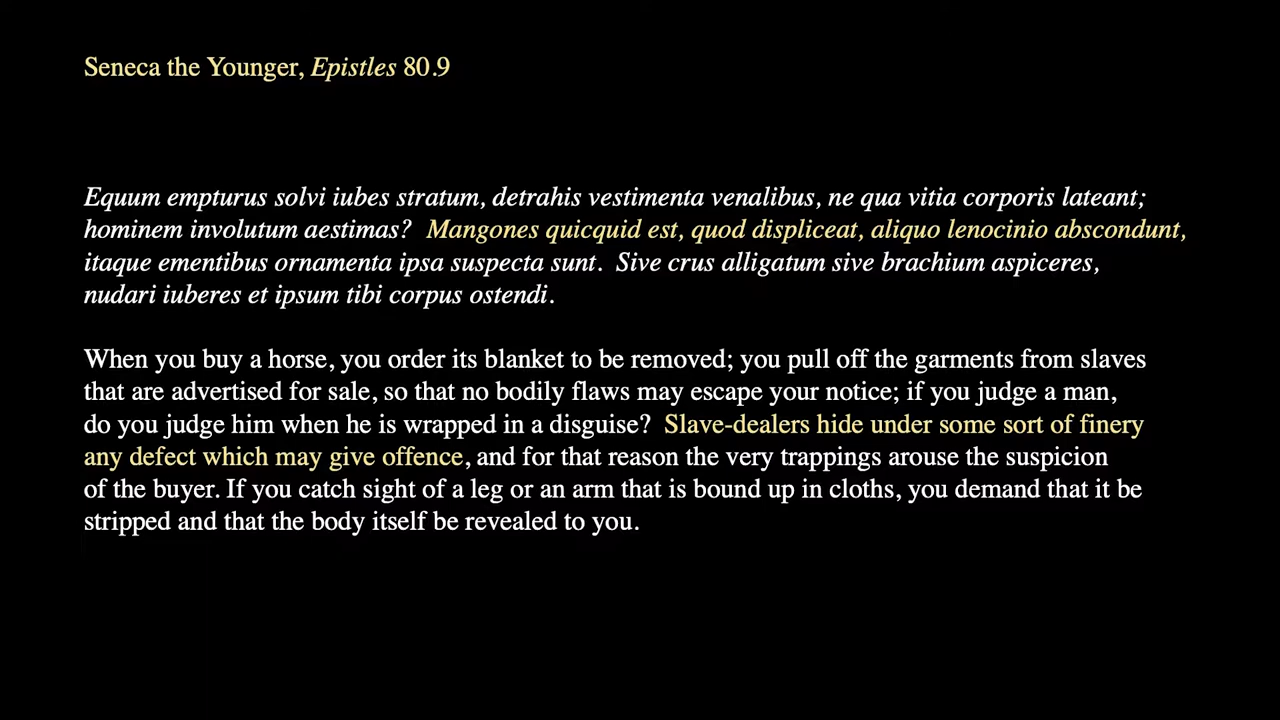 Seneca the Younger, Epistles 80.9
Equum empturus solvi iubes stratum, detrahis vestimenta venalibus, ne qua vitia corporis lateant;
hominem involutum aestimas? Mangones quicquid est, quod displiceat, aliquo lenocinio abscondunt,
itaque ementibus ornamenta ipsa suspecta sunt. Sive crus alligatum sive brachium aspiceres,
nudari iuberes et ipsum tibi corpus ostendi.
When you buy a horse, you order its blanket to be removed; you pull off the garments from slaves
that are advertised for sale, so that no bodily flaws may escape your notice; if you judge a man,
do you judge him when he is wrapped in a disguise? Slave-dealers hide under some sort of finery
any defect which may give offence, and for that reason the very trappings arouse the suspicion
of the buyer. If you catch sight of a leg or an arm that is bound up in cloths, you demand that it be
stripped and that the body itself be revealed to you.